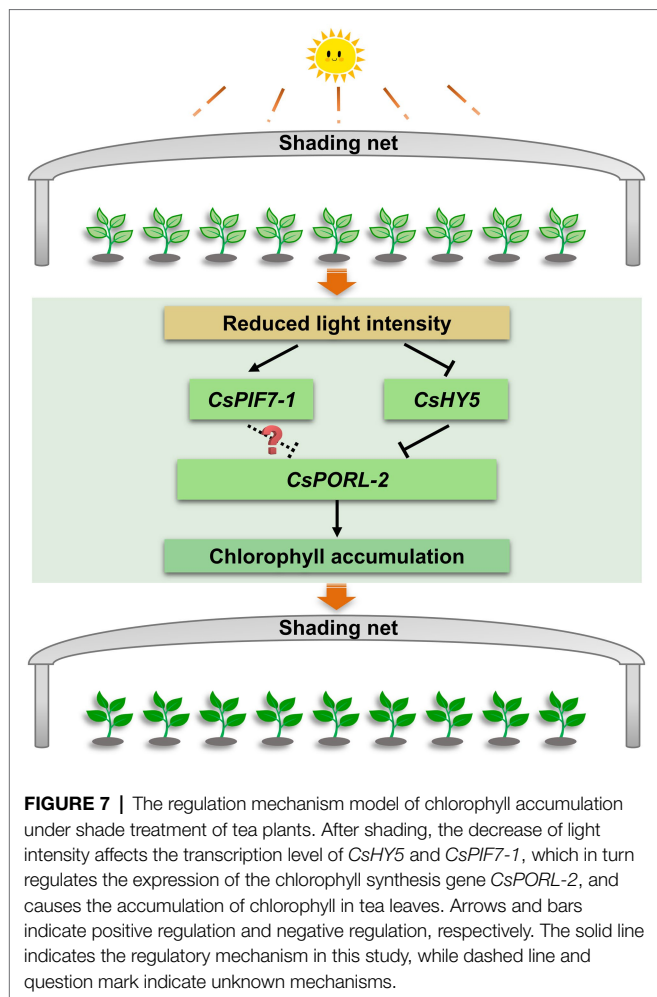 Shading net
Reduced light intensity
CsPIF7-1
CsHY5
?
CsPORL-2
Chlorophyll accumulation
Shading net
FIGURE 7 | The regulation mechanism model of chlorophyll accumulation
under shade treatment of tea plants. After shading, the decrease of light
intensity affects the transcription level of CsHY5 and CsPIF7-1, which in turn
regulates the expression of the chlorophyll synthesis gene CsPORL-2, and
causes the accumulation of chlorophyll in tea leaves. Arrows and bars
indicate positive regulation and negative regulation, respectively. The solid line
indicates the regulatory mechanism in this study, while dashed line and
question mark indicate unknown mechanisms.